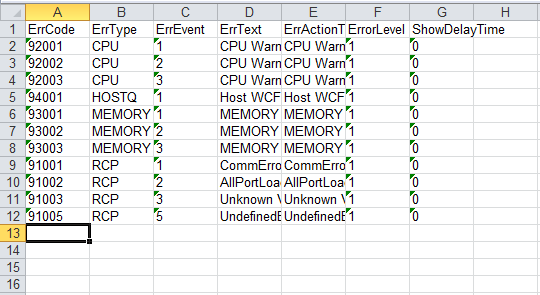 A B C D E F G H
1 ErrCode ErrType ErrEvent ErrText ErrActionT ErrorLevel ShowDelayTime
2 92001 CPU 1 CPU Warn CPU Warn 1 0
3 92002 CPU 2 CPU Warn CPU Warn 1 0
4 92003 CPU 3 CPU Warn CPU Warn 1 0
5 94001 HOSTQ 1 Host WCF Host WCF 1 0
6 93001 MEMORY 1 MEMORY MEMORY 1 0
7 93002 MEMORY 2 MEMORY MEMORY 1 0
8 93003 MEMORY 3 MEMORY MEMORY 1 0
9 91001 RCP 1 CommErro CommErro 1 0
10 91002 RCP 2 AllPortLoa AllPortLoa 1 0
11 91003 RCP 3 Unknown V Unknown V 1 0
12 91005 RCP 5 UndefinedE UndefinedE 1 0
13
14
15
16